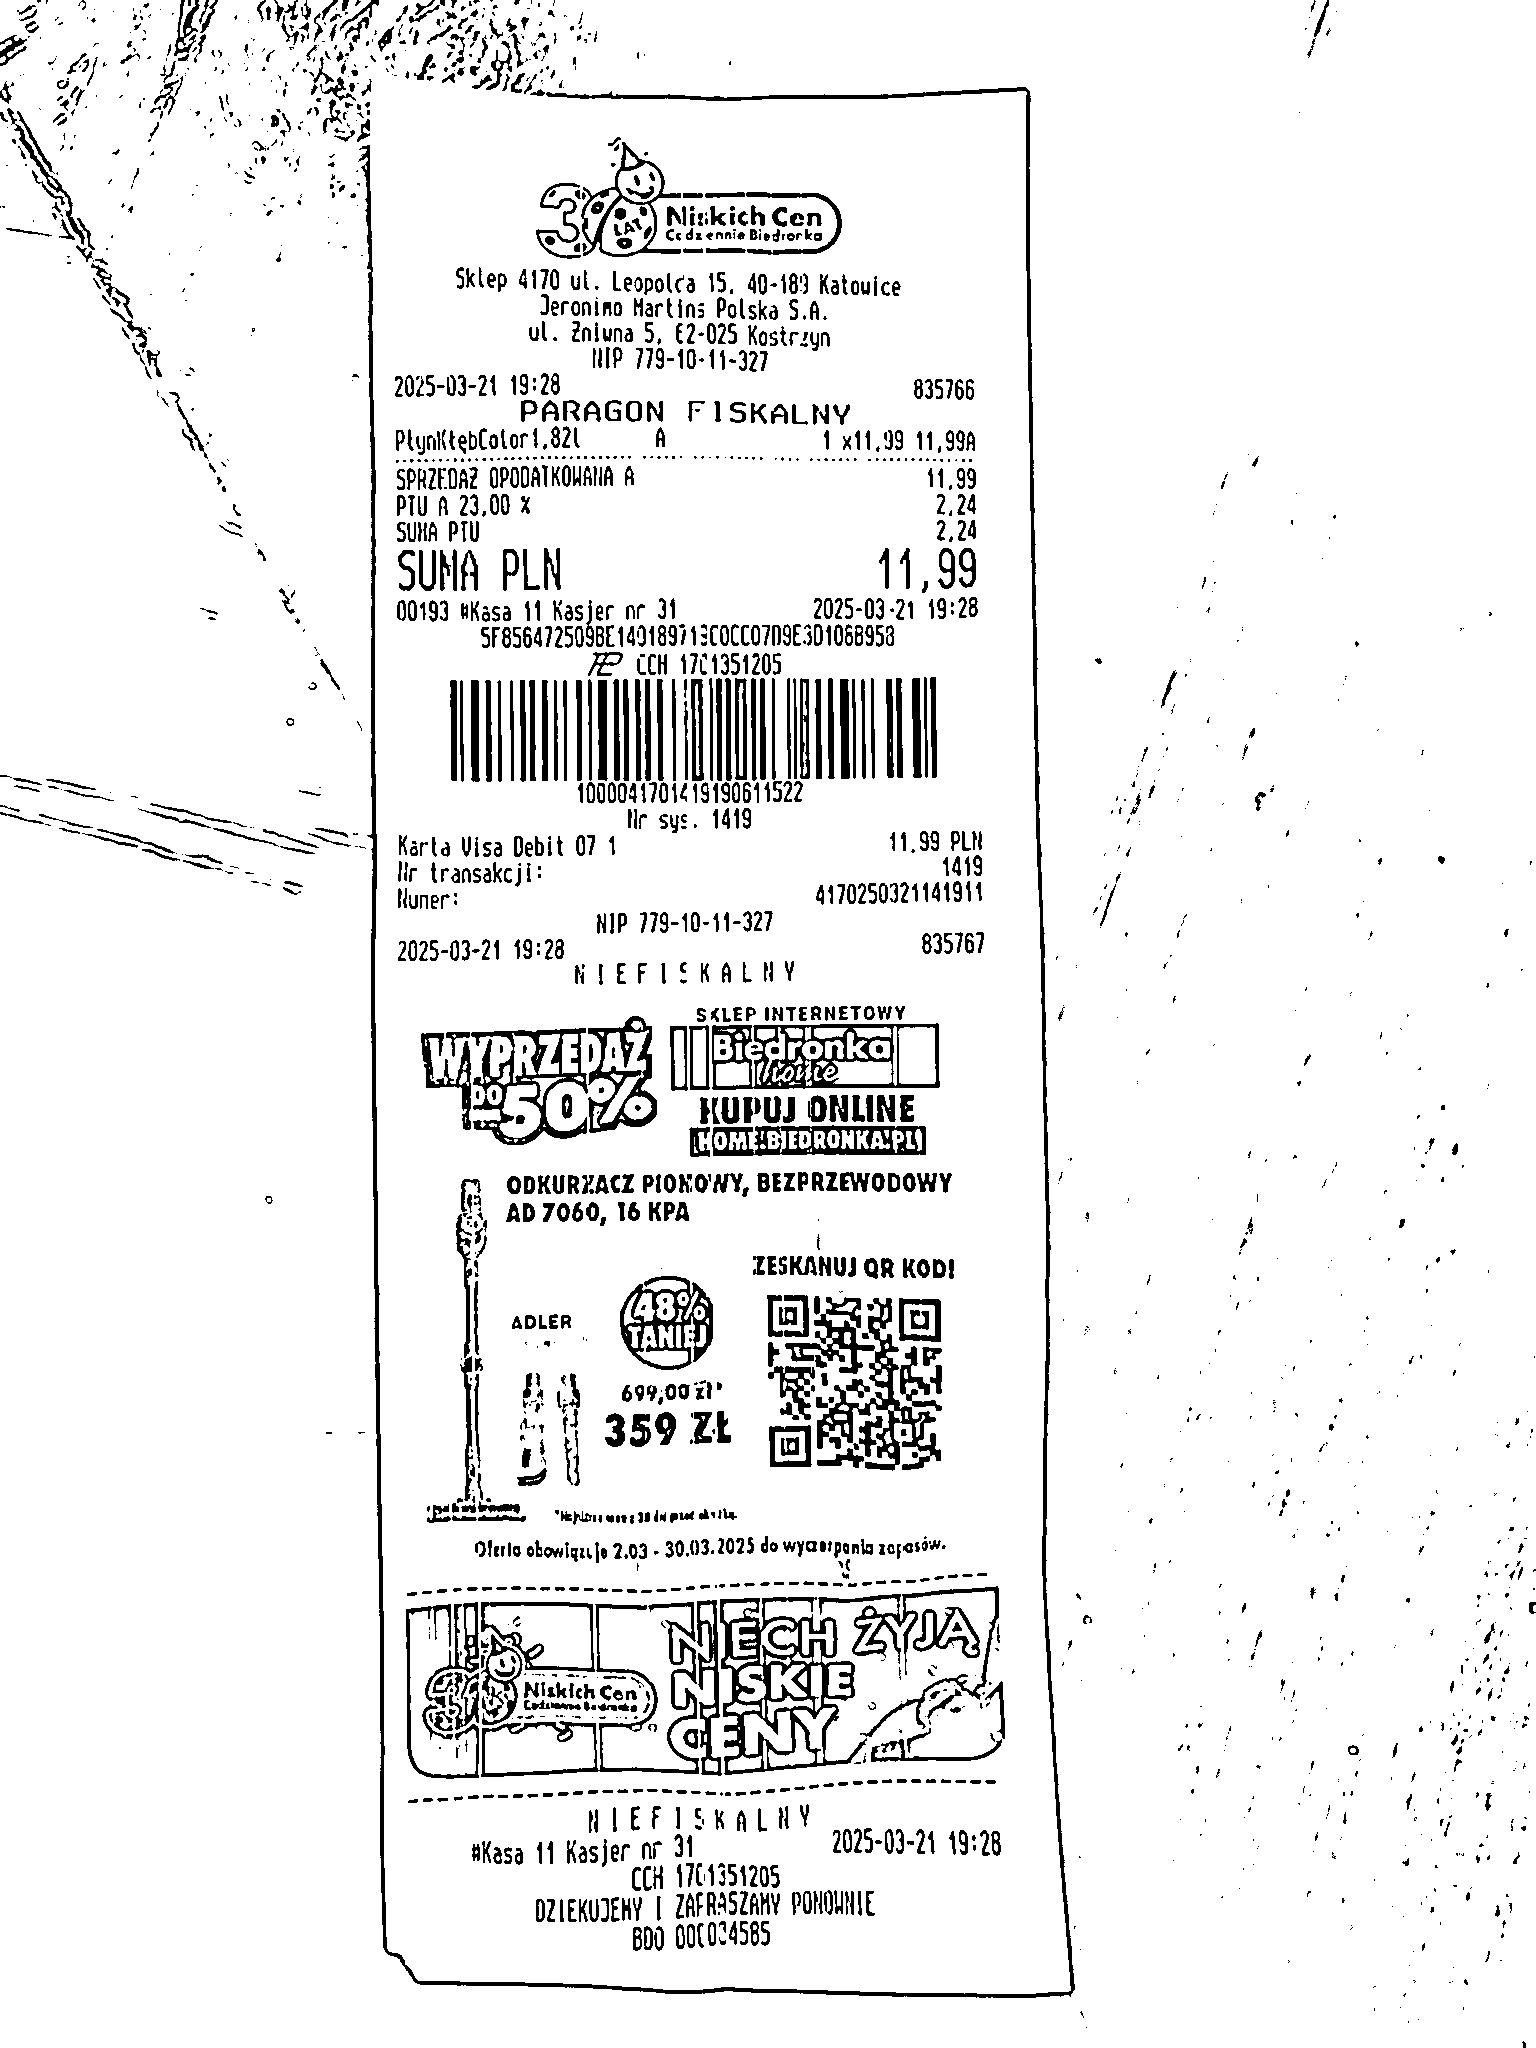 30 LAT Niskich Cen
Codziennie Biedronka
Sklep 4170 ul. Leopolda 15, 40-189 Katowice
Jeronimo Martins Polska S.A.
ul. Żniwna 5, 62-025 Kostrzyn
NIP 779-10-11-327
2025-03-21 19:28 835766
PARAGON FISKALNY
PłynKłębColor1,82l A 1 x11,99 11,99A
SPRZEDAŻ OPODATKOWANA A 11,99
PTU A 23,00 % 2,24
SUMA PTU 2,24
SUMA PLN 11,99
00193 #Kasa 11 Kasjer nr 31 2025-03-21 19:28
CCH 1701351205
1000041701419190611522
Nr sys. 1419
Karta Visa Debit 07 1 11.99 PLN
Nr transakcji: 1419
Numer: 4170250321141911
NIP 779-10-11-327
2025-03-21 19:28 835767
NIEFISKALNY
WYPRZEDAŻ
DO -50%
SKLEP INTERNETOWY
Biedronka
Home
KUPUJ ONLINE
HOME.BIEDRONKA.PL
ODKURZACZ PIONOWY, BEZPRZEWODOWY
AD 7060, 16 KPA
ZESKANUJ QR KOD!
ADLER
48%
TANIEJ
699,00 zł*
359 ZŁ
Oferta obowiązuje 2.03 - 30.03.2025 do wyczerpania zapasów.
30 Niskich Cen
Codziennie Biedronka
NIECH ŻYJĄ
NISKIE
CENY
NIEFISKALNY
#Kasa 11 Kasjer nr 31 2025-03-21 19:28
CCH 1701351205
DZIEKUJEMY I ZAPRASZAMY PONOWNIE
BDO 000034585